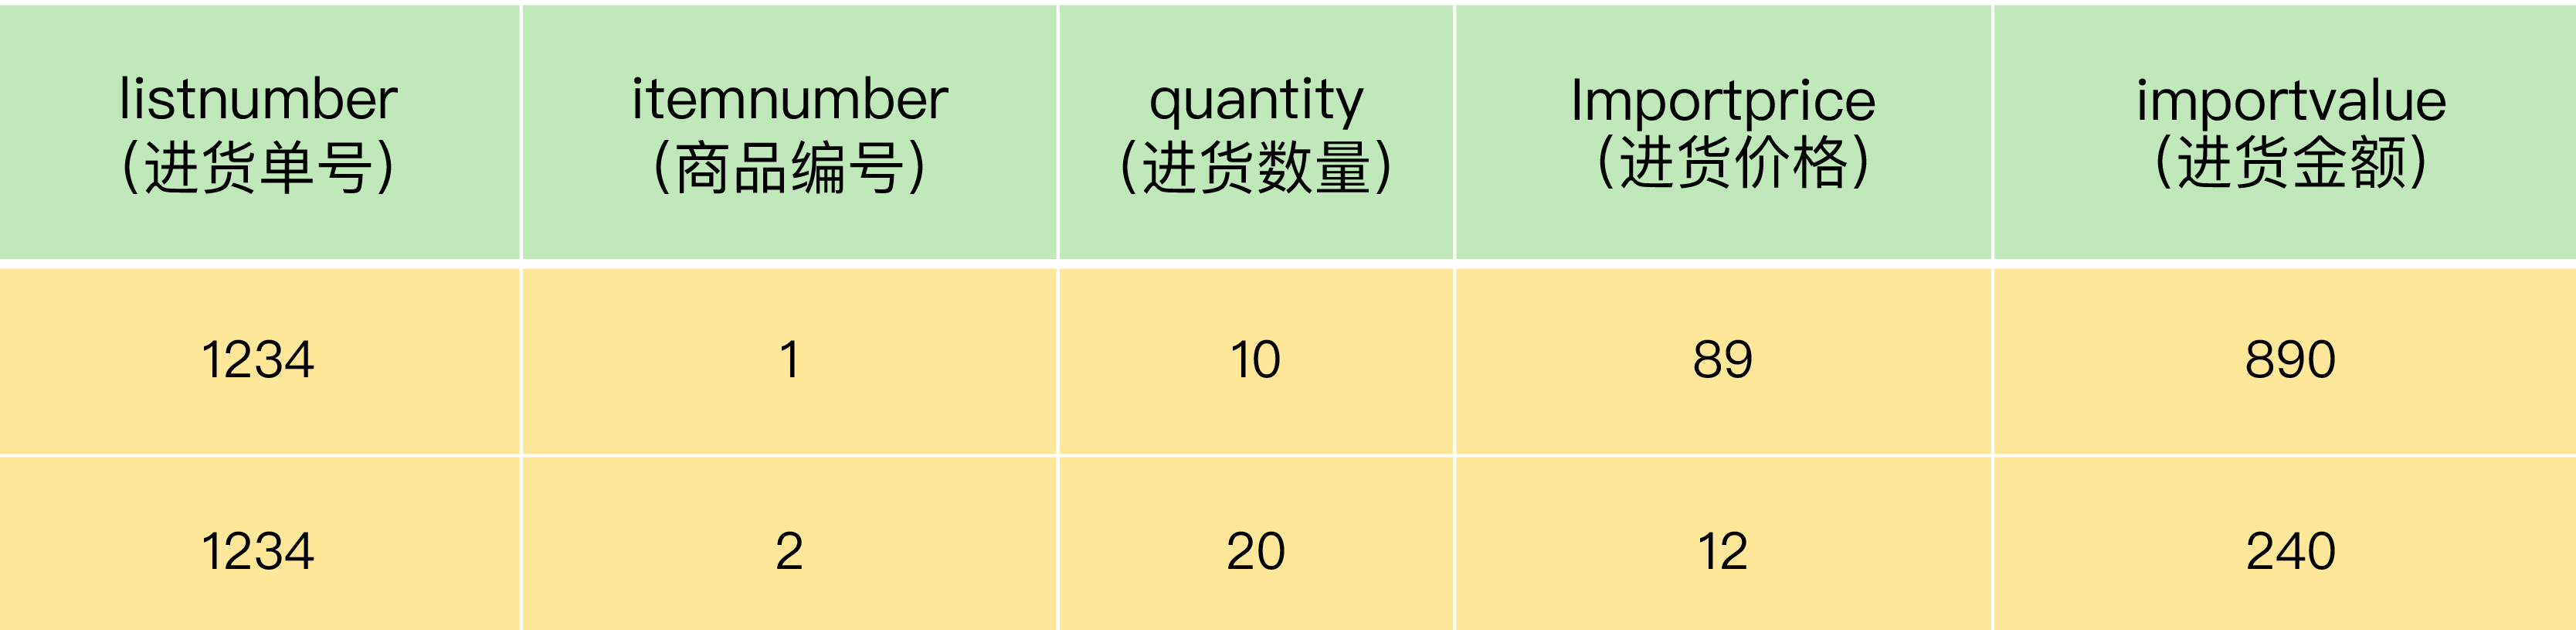 listnumber
（进货单号）
itemnumber
（商品编号）
quantity
（进货数量）
Importprice
（进货价格）
importvalue
（进货金额）
1234
1
10
89
890
1234
2
20
12
240